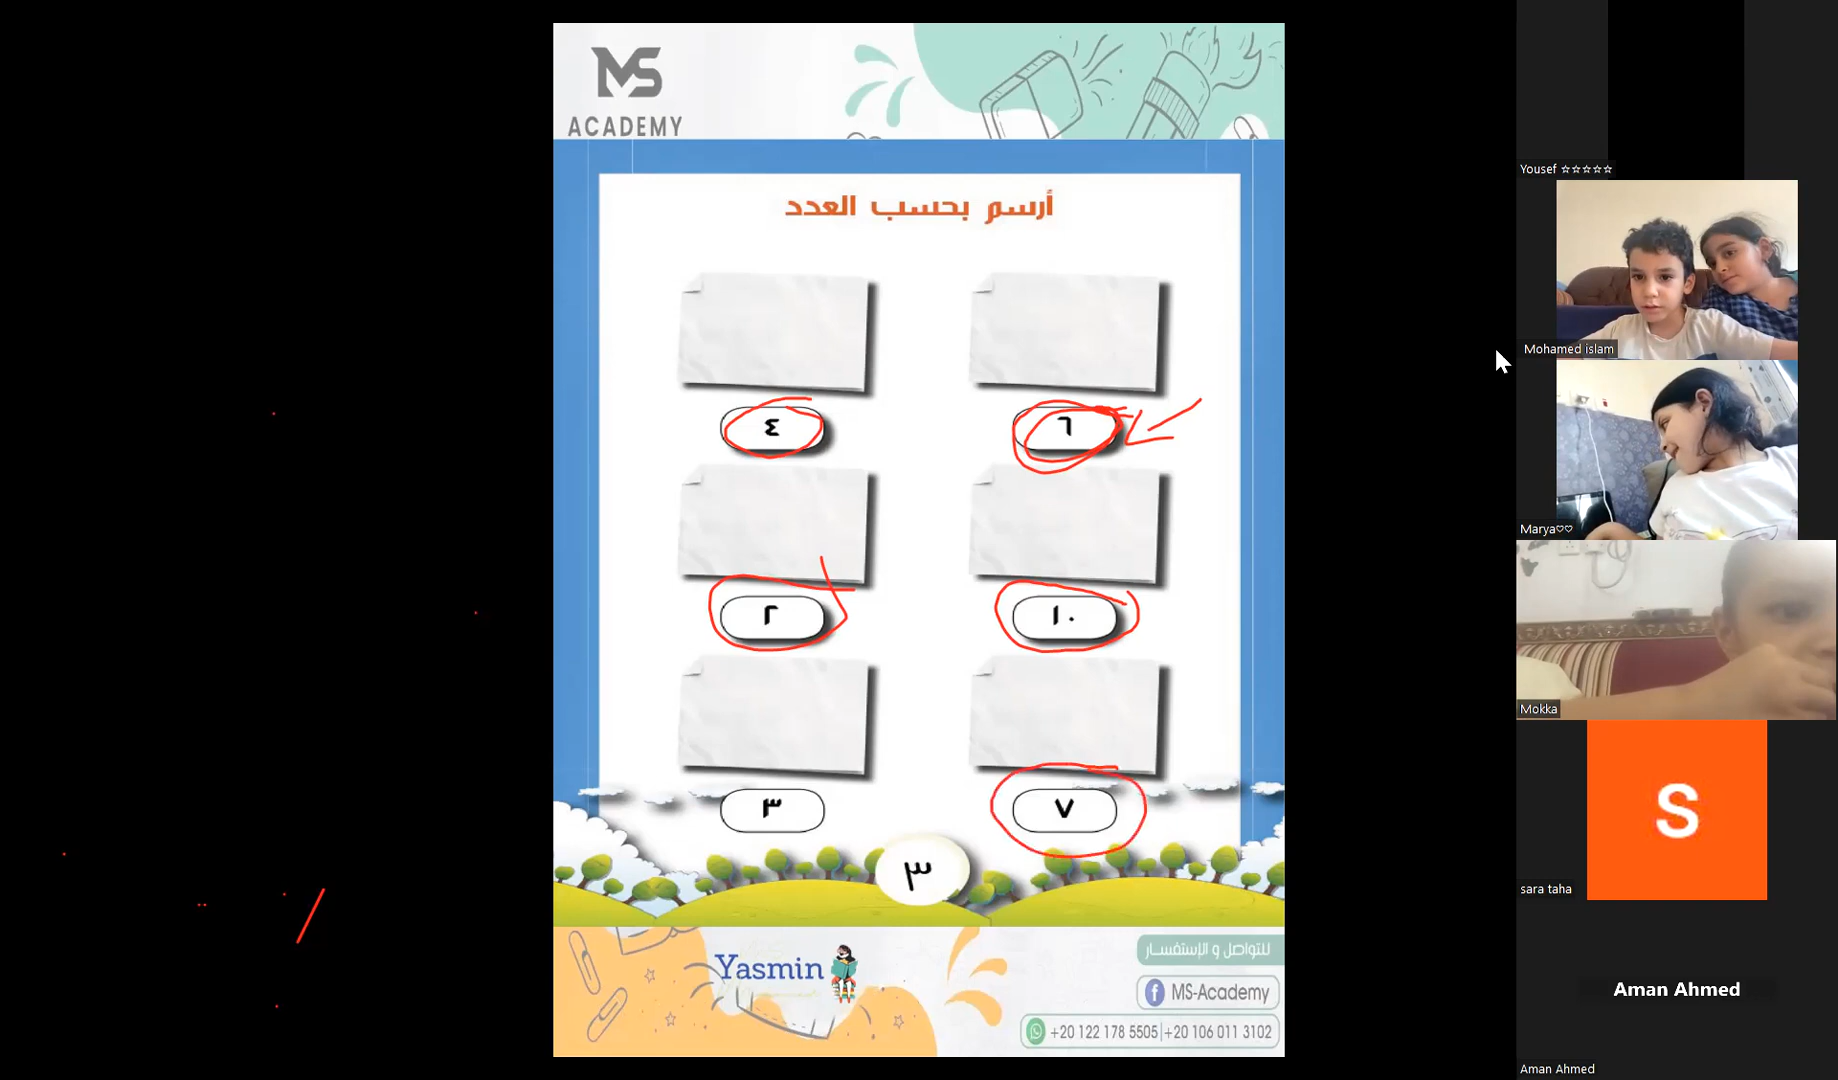 MS
ACADEMY
أرسم بحسب العدد
٦ ٤
١٠ ٢
٧ ٣
٣
Yasmin
للتواصل و الإستفسار
MS-Academy
+20 122 178 5505 | +20 106 011 3102
Yousef ☆☆☆☆☆
Mohamed islam
Marya♡♡
Mokka
S
sara taha
Aman Ahmed
Aman Ahmed